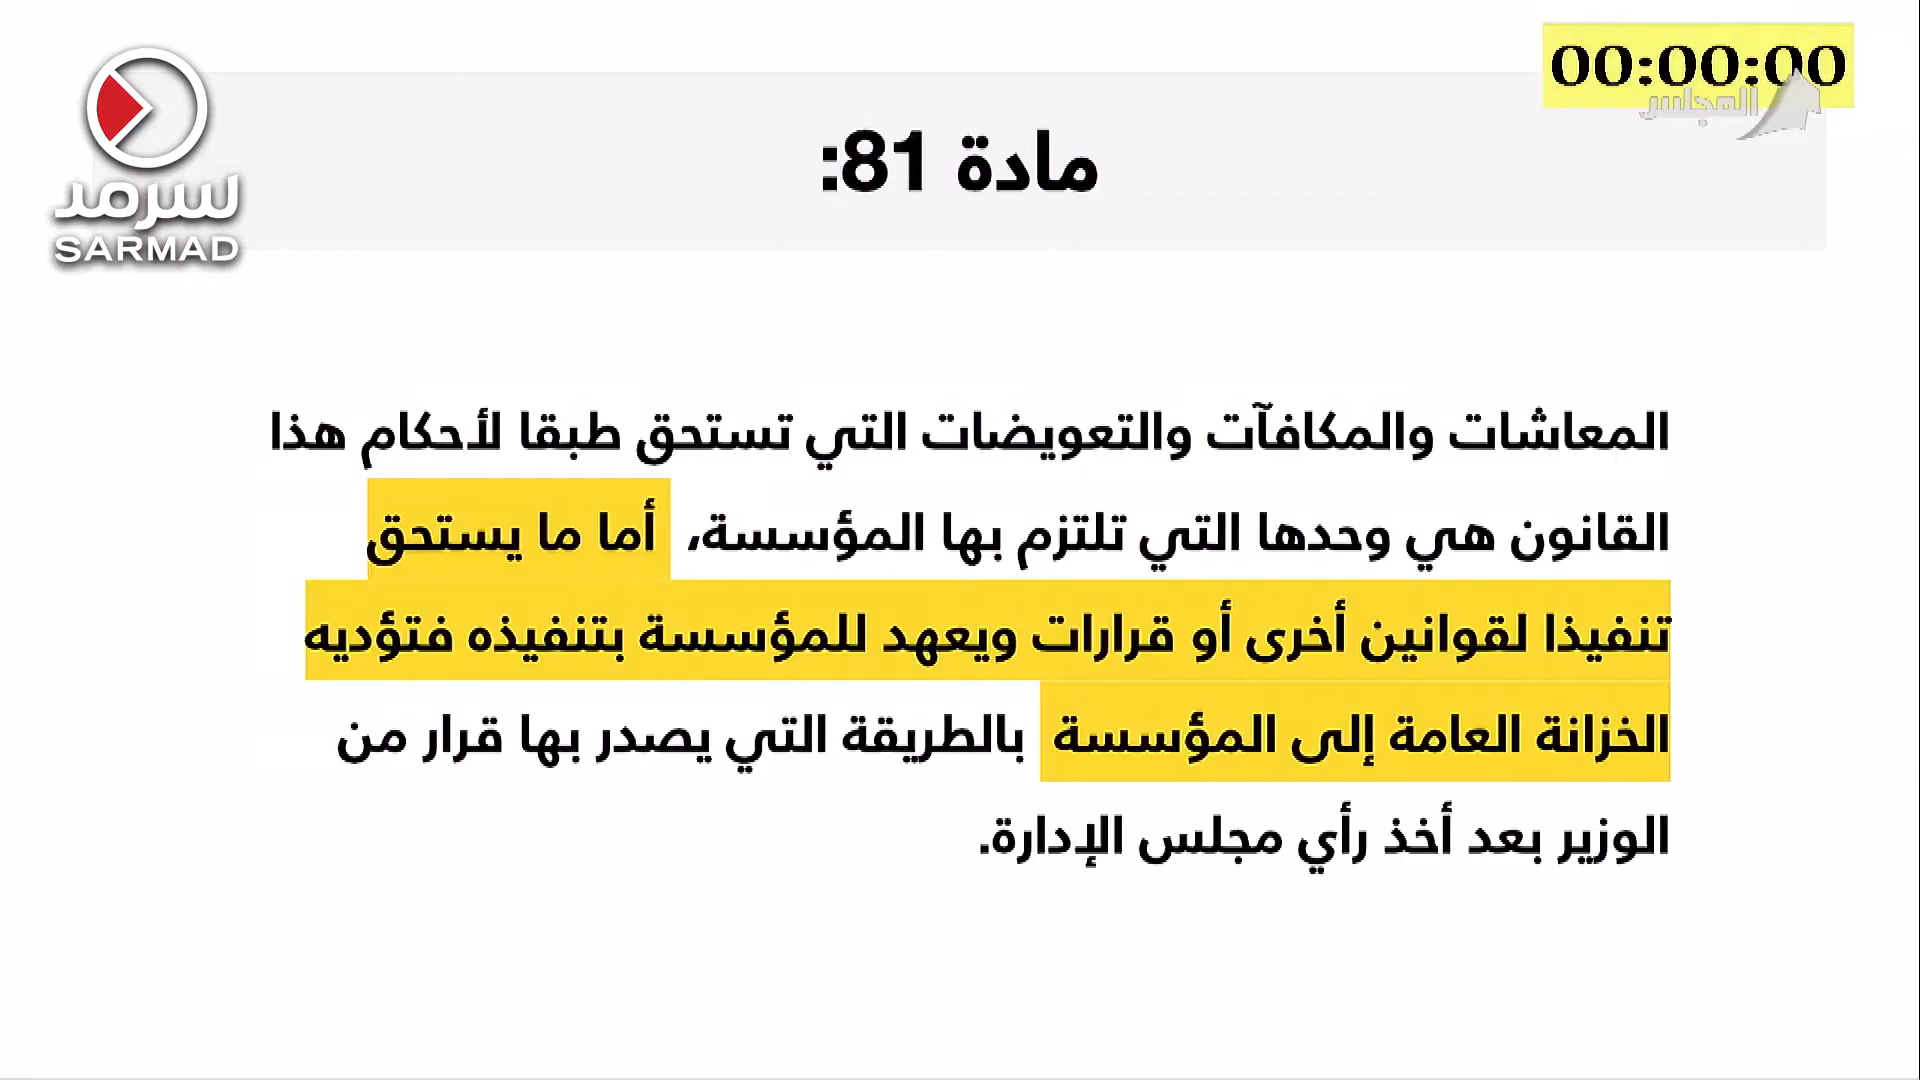 00:00:00
المجلس
سرمد
SARMAD
مادة 81:
المعاشات والمكافآت والتعويضات التي تستحق طبقا لأحكام هذا
القانون هي وحدها التي تلتزم بها المؤسسة، أما ما يستحق
تنفيذا لقوانين أخرى أو قرارات ويعهد للمؤسسة بتنفيذه فتؤديه
الخزانة العامة إلى المؤسسة بالطريقة التي يصدر بها قرار من
الوزير بعد أخذ رأي مجلس الإدارة.